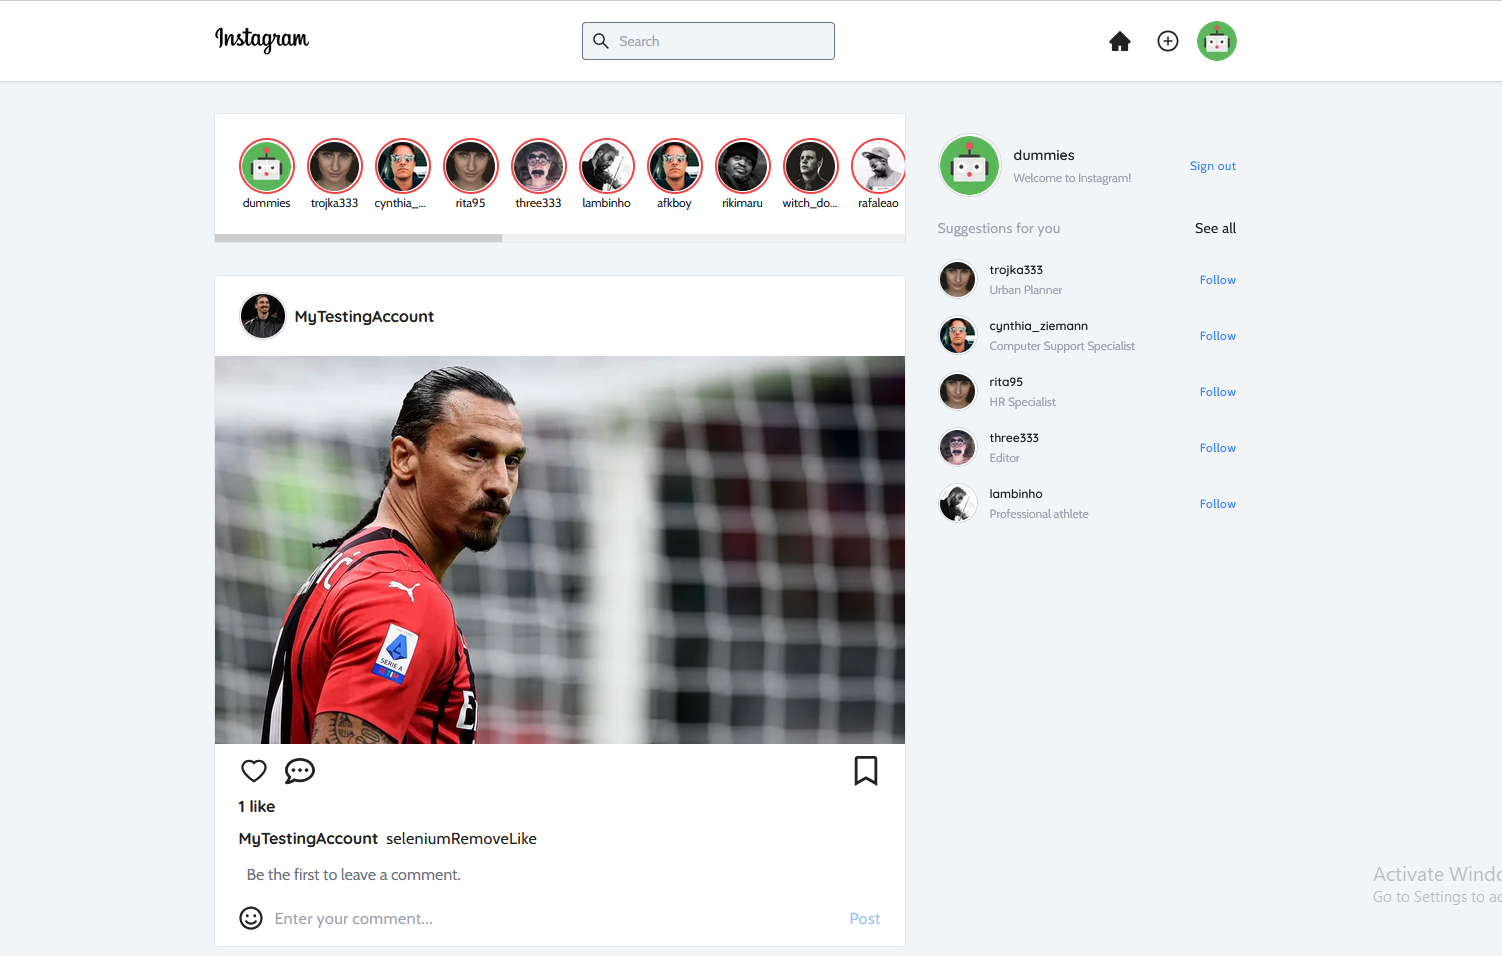 Instagram
Search
dummies
trojka333
cynthia_...
rita95
three333
lambinho
afkboy
rikimaru
witch_do...
rafaleao
dummies
Welcome to Instagram!
Sign out
Suggestions for you
See all
trojka333
Urban Planner
Follow
cynthia_ziemann
Computer Support Specialist
Follow
rita95
HR Specialist
Follow
three333
Editor
Follow
lambinho
Professional athlete
Follow
MyTestingAccount
SERIE A
1 like
MyTestingAccount seleniumRemoveLike
Be the first to leave a comment.
Enter your comment...
Post
Activate Windo
Go to Settings to ac